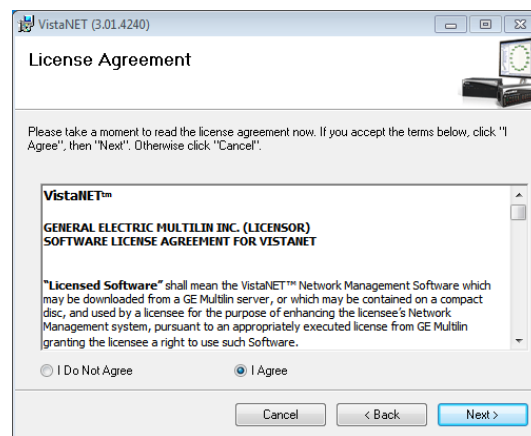 VistaNET (3.01.4240)
License Agreement
Please take a moment to read the license agreement now. If you accept the terms below, click "I
Agree", then "Next". Otherwise click "Cancel".
VistaNET™
GENERAL ELECTRIC MULTILIN INC. (LICENSOR)
SOFTWARE LICENSE AGREEMENT FOR VISTANET
“Licensed Software” shall mean the VistaNET™ Network Management Software which
may be downloaded from a GE Multilin server, or which may be contained on a compact
disc, and used by a licensee for the purpose of enhancing the licensee’s Network
Management system, pursuant to an appropriately executed license from GE Multilin
granting the licensee a right to use such Software.
I Do Not Agree I Agree
Cancel < Back Next >